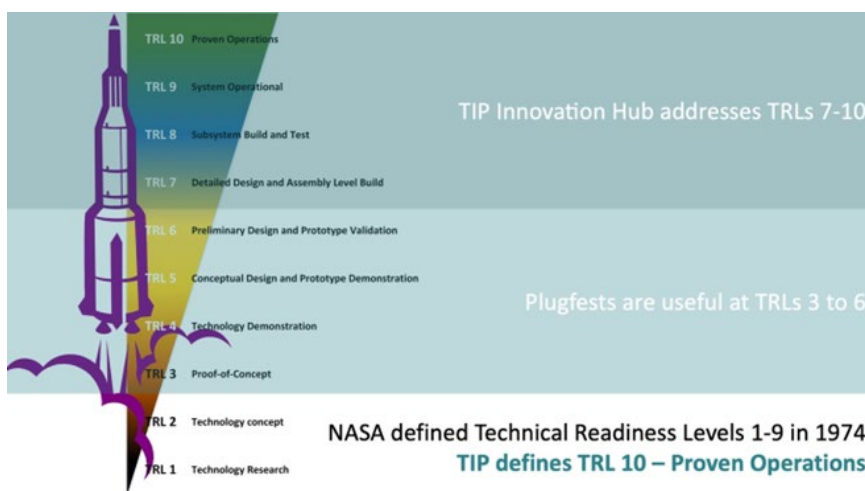 TRL 10 Proven Operations
TRL 9 System Operational
TIP Innovation Hub addresses TRLs 7-10
TRL 8 Subsystem Build and Test
TRL 7 Detailed Design and Assembly Level Build
TRL 6 Preliminary Design and Prototype Validation
TRL 5 Conceptual Design and Prototype Demonstration
Plugfests are useful at TRLs 3 to 6
TRL 4 Technology Demonstration
TRL 3 Proof-of-Concept
TRL 2 Technology concept
NASA defined Technical Readiness Levels 1-9 in 1974
TIP defines TRL 10 – Proven Operations
TRL 1 Technology Research